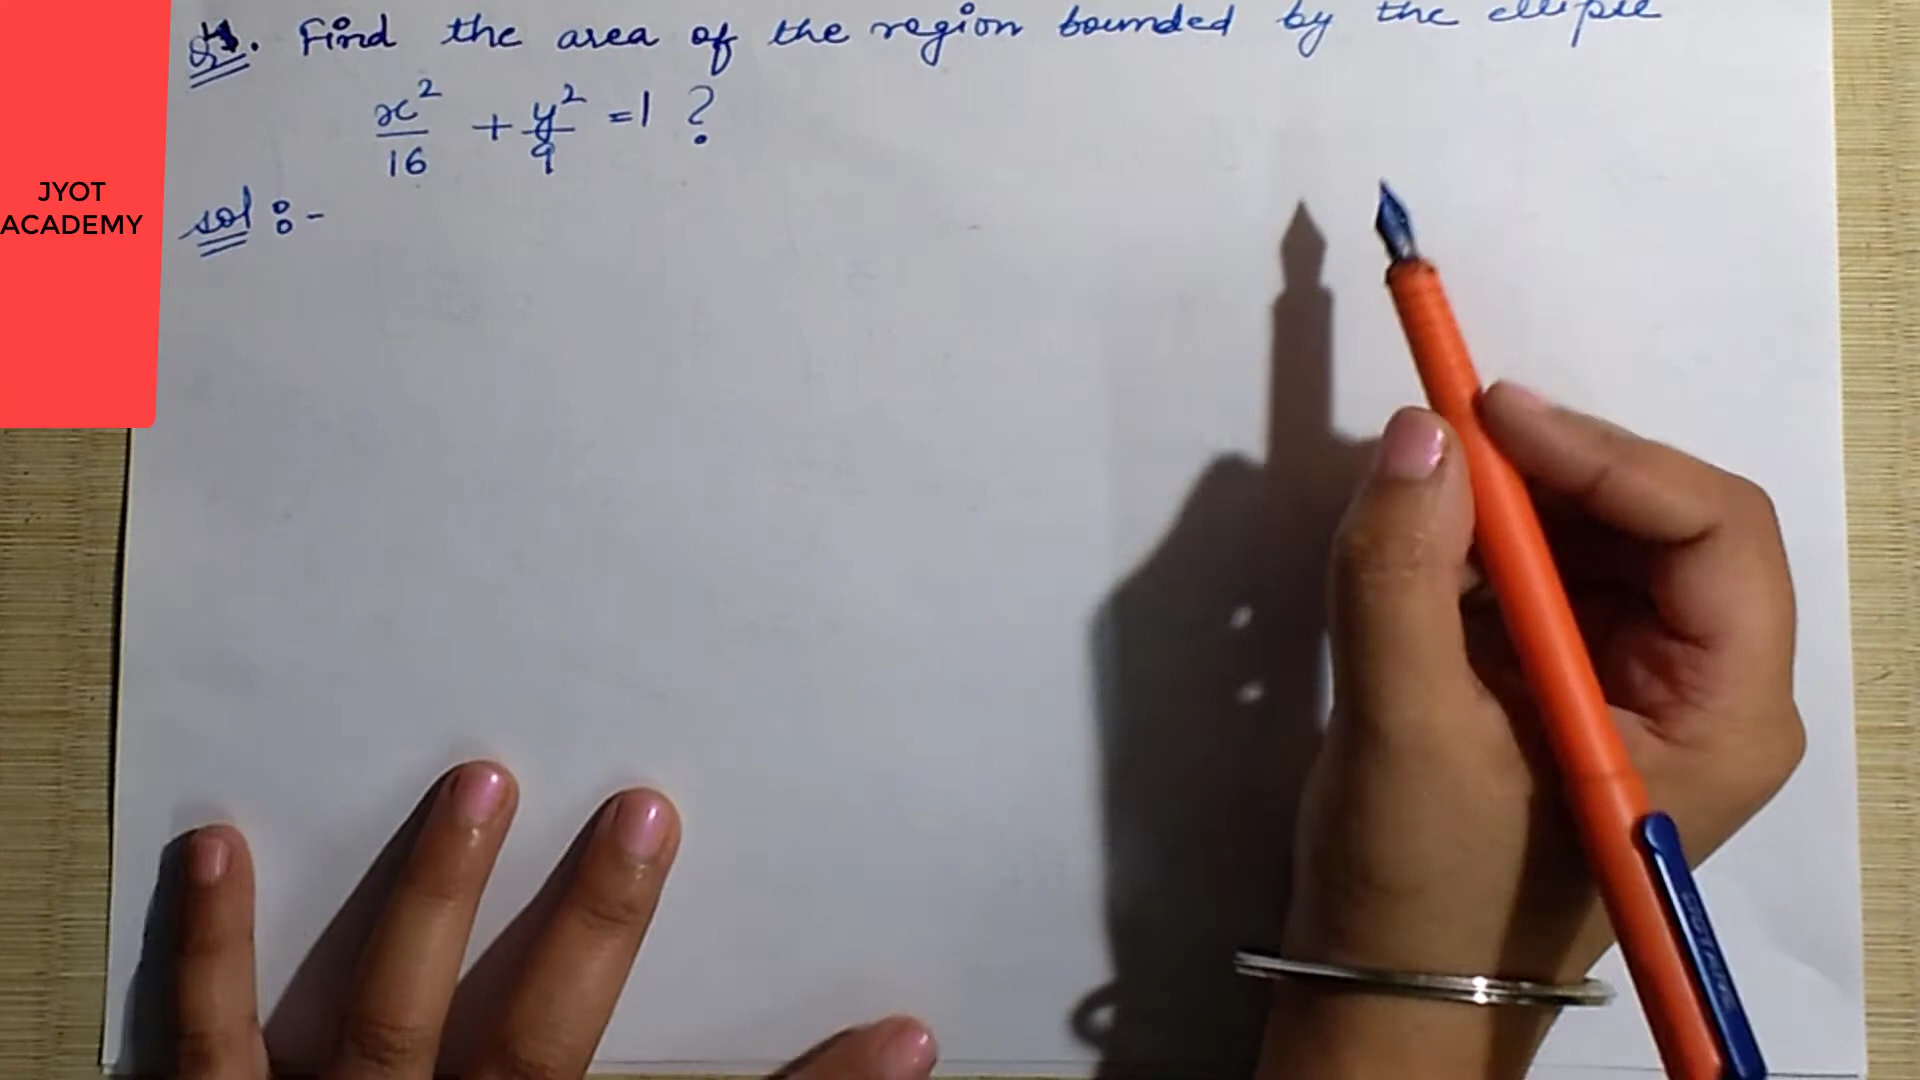 JYOT
ACADEMY
Find the area of the region bounded by the ellipse
x²/16 + y²/9 = 1 ?
sol :-